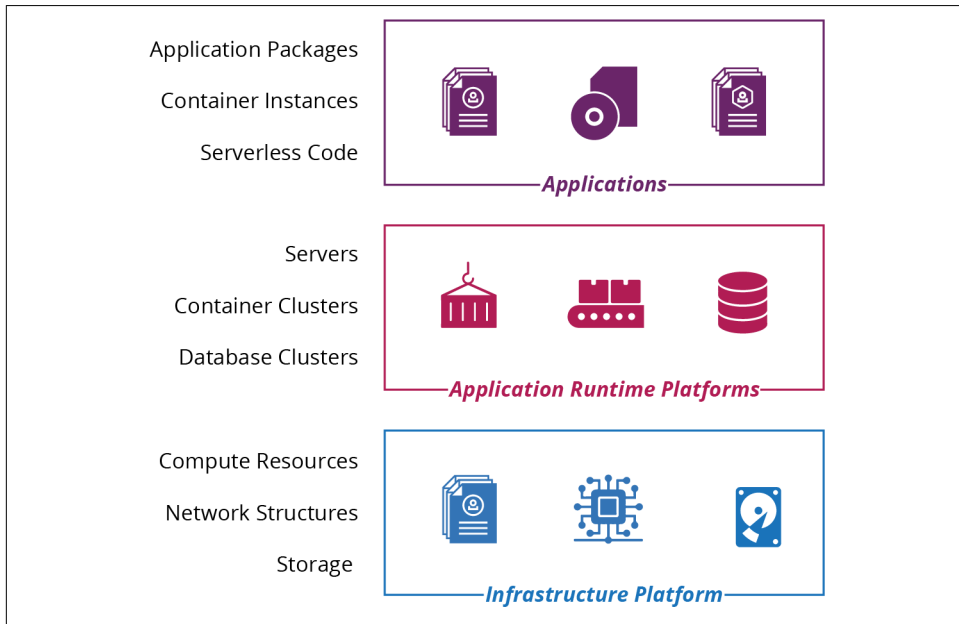 Application Packages
Container Instances
Serverless Code
Applications
Servers
Container Clusters
Database Clusters
Application Runtime Platforms
Compute Resources
Network Structures
Storage
Infrastructure Platform